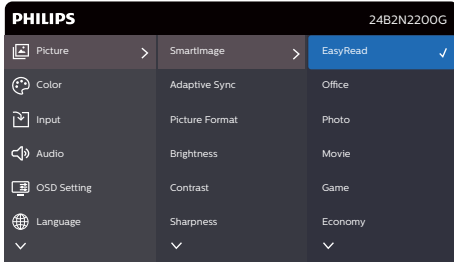 PHILIPS 24B2N2200G
Picture SmartImage EasyRead
Color Adaptive Sync Office
Input Picture Format Photo
Audio Brightness Movie
OSD Setting Contrast Game
Language Sharpness Economy